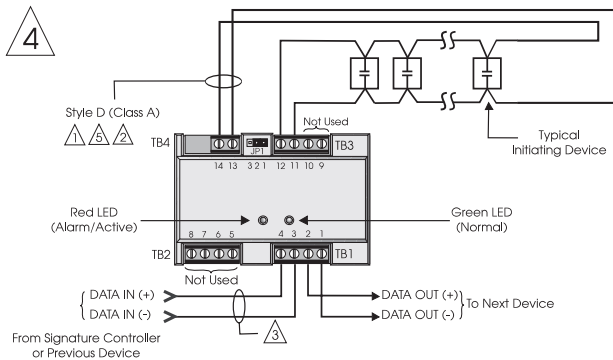 4
Style D (Class A)
1 5 2
Not Used
Typical
Initiating Device
TB4
JP1
TB3
14 13 3 2 1 12 11 10 9
Red LED
(Alarm/Active)
Green LED
(Normal)
8 7 6 5 4 3 2 1
TB2
TB1
Not Used
DATA IN (+)
DATA OUT (+)
To Next Device
DATA IN (-)
DATA OUT (-)
3
From Signature Controller
or Previous Device